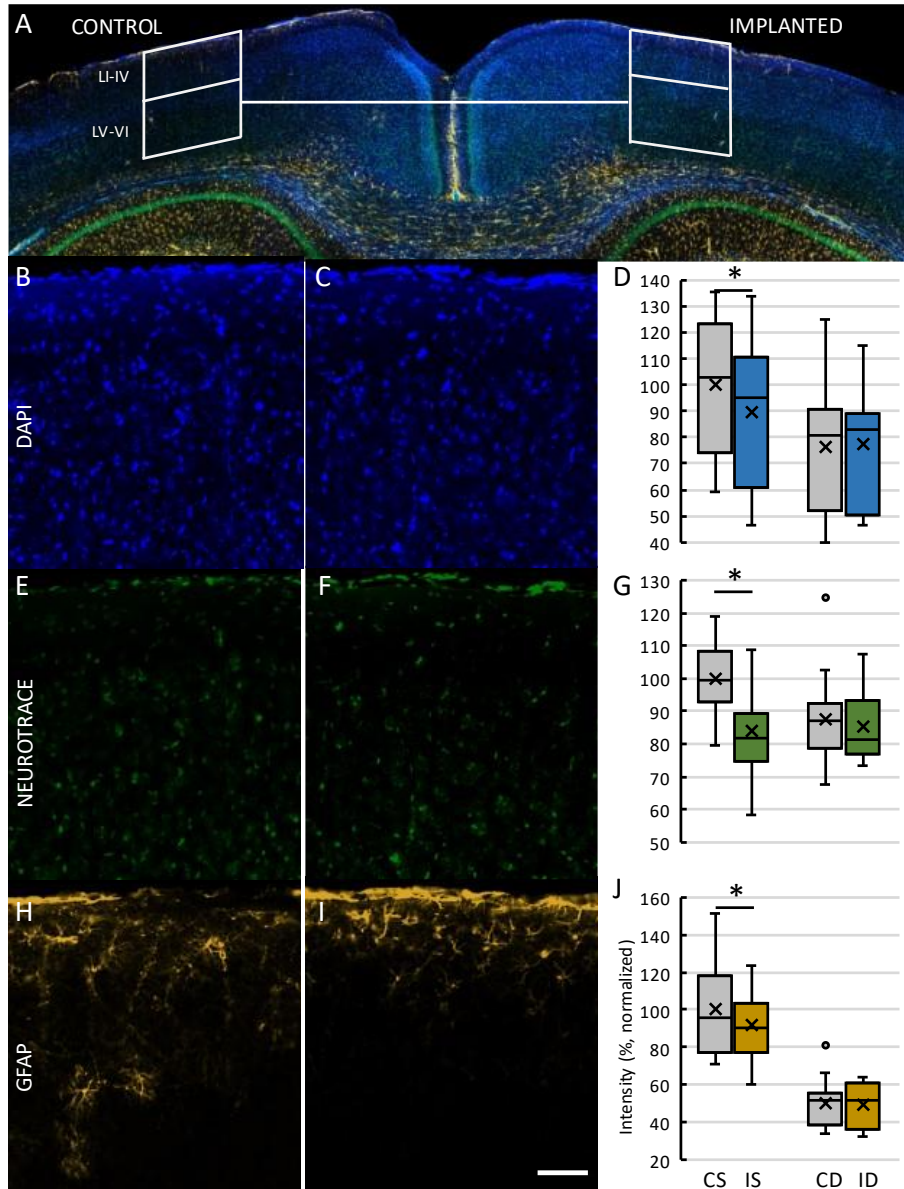 A CONTROL IMPLANTED
LI-IV
LV-VI
B C D
DAPI
140
130
120
110
100
90
80
70
60
50
40
*
E F G
NEUROTRACE
130
120
110
100
90
80
70
60
50
*
H I J
GFAP
Intensity (%, normalized)
160
140
120
100
80
60
40
20
*
CS IS CD ID